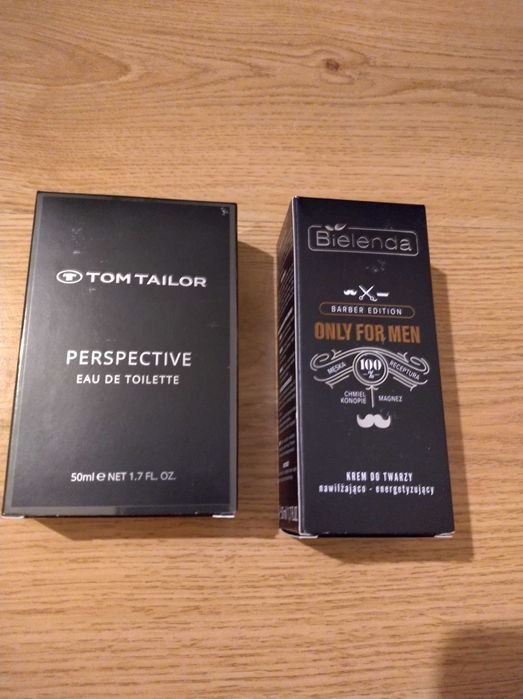 TOM TAILOR
PERSPECTIVE
EAU DE TOILETTE
50ml e NET 1.7 FL. OZ.
Bielenda
BARBER EDITION
ONLY FOR MEN
MĘSKA 100% RECEPTURA
CHMIEL
KONOPIE
MAGNEZ
KREM DO TWARZY
nawilżająco - energetyzujący